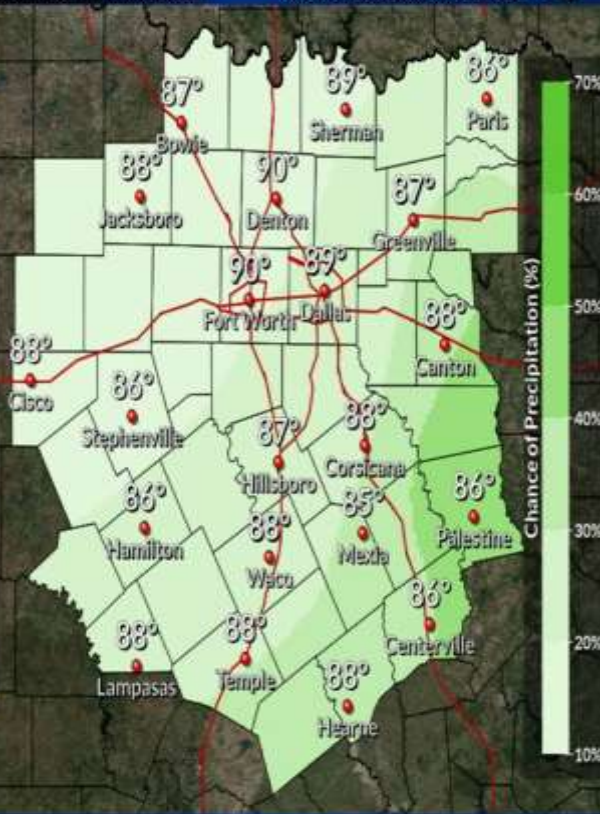 86°
Paris
89°
Sherman
87°
Bowie
70%
88°
Jacksboro
90°
Denton
87°
Greenville
60%
90°
Fort Worth
89°
Dallas
50%
88°
Canton
88°
Cisco
86°
Stephenville
40%
87°
Hillsboro
88°
Corsicana
Chance of Precipitation (%)
86°
Hamilton
85°
Mexia
86°
Palestine
30%
88°
Waco
86°
Centerville
20%
88°
Lampasas
88°
Temple
88°
Hearne
10%